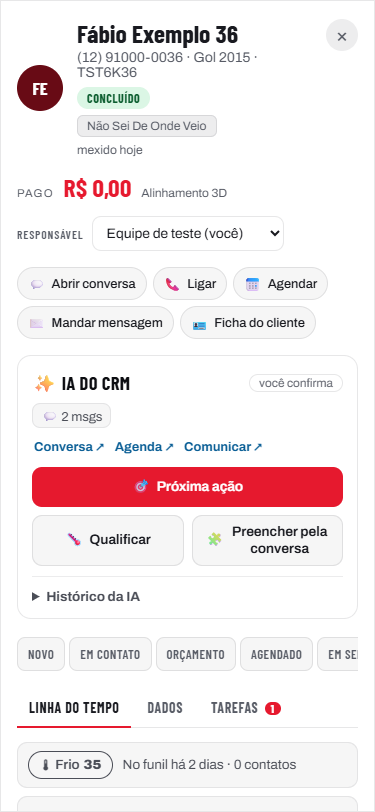 Fábio Exemplo 36
×
(12) 91000-0036 · Gol 2015 ·
TST6K36
FE
CONCLUÍDO
Não Sei De Onde Veio
mexido hoje
PAGO R$ 0,00 Alinhamento 3D
RESPONSÁVEL Equipe de teste (você)
Abrir conversa Ligar Agendar
Mandar mensagem Ficha do cliente
IA DO CRM você confirma
2 msgs
Conversa ↗ Agenda ↗ Comunicar ↗
Próxima ação
Qualificar
Preencher pela
conversa
▶ Histórico da IA
NOVO EM CONTATO ORÇAMENTO AGENDADO EM SE
LINHA DO TEMPO DADOS TAREFAS 1
Frio 35 No funil há 2 dias · 0 contatos